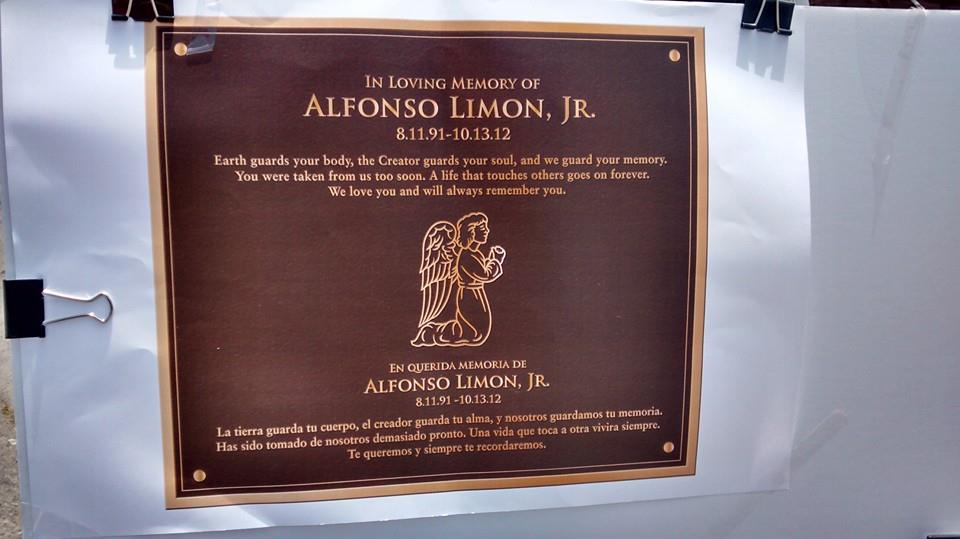 In Loving Memory of
Alfonso Limon, Jr.
8.11.91-10.13.12
Earth guards your body, the Creator guards your soul, and we guard your memory.
You were taken from us too soon. A life that touches others goes on forever.
We love you and will always remember you.
En querida memoria de
Alfonso Limon, Jr.
8.11.91 -10.13.12
La tierra guarda tu cuerpo, el creador guarda tu alma, y nosotros guardamos tu memoria.
Has sido tomado de nosotros demasiado pronto. Una vida que toca a otra vivira siempre.
Te queremos y siempre te recordaremos.